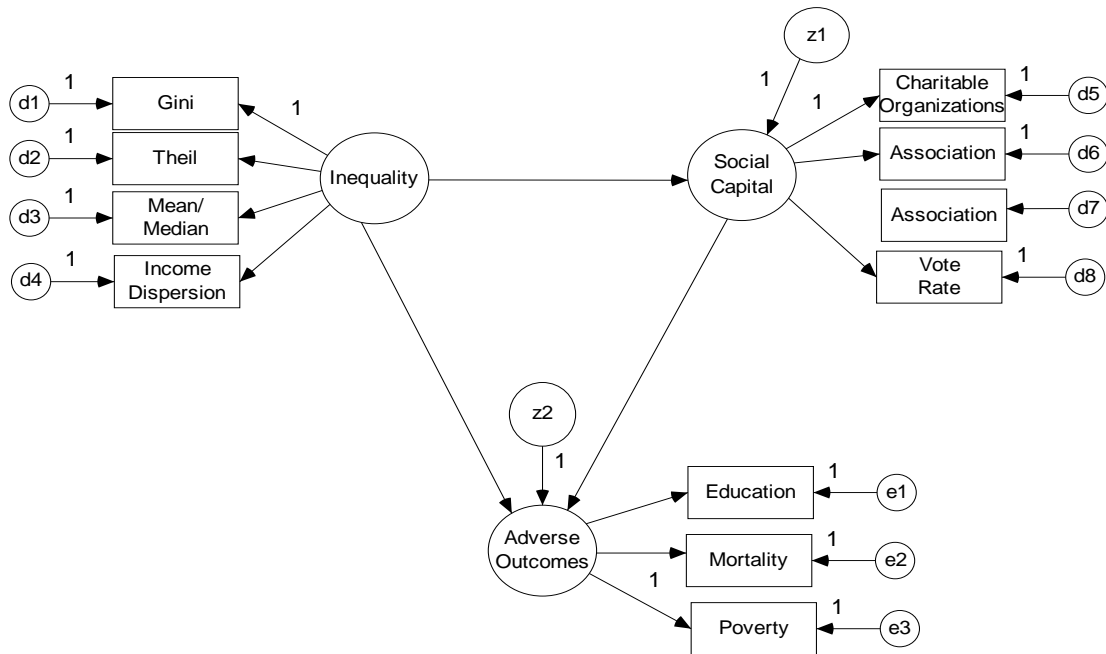 z1
1
d1
1
Gini
1
d2
1
Theil
d3
1
Mean/
Median
d4
1
Income
Dispersion
Inequality
1
Social
Capital
1
Charitable
Organizations
1
d5
Association
1
d6
Association
d7
Vote
Rate
1
d8
z2
1
Adverse
Outcomes
Education
1
e1
Mortality
1
e2
1
Poverty
1
e3